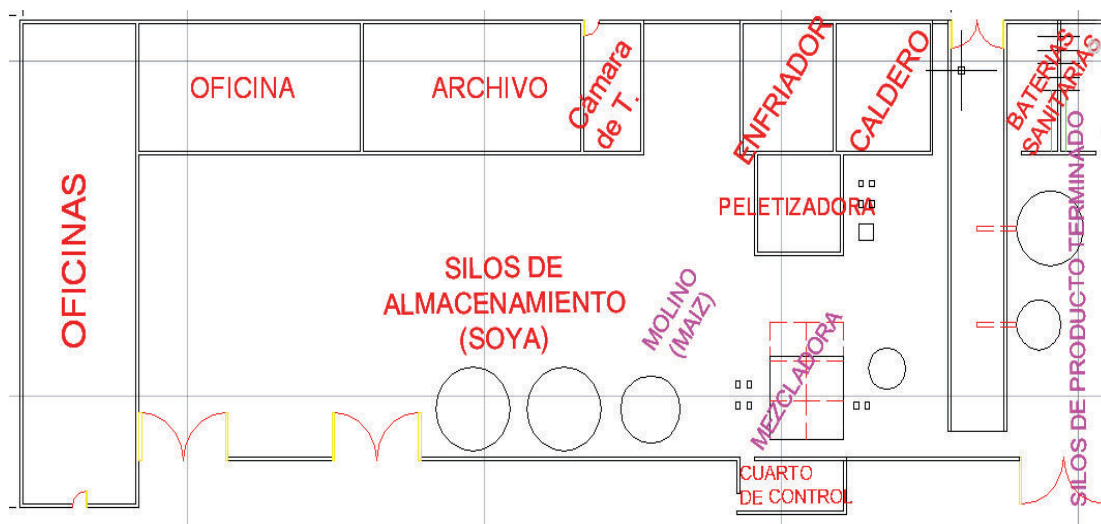 OFICINA
ARCHIVO
Cámara
de T.
ENFRIADOR
CALDERO
BATERIAS
SANITARIAS
OFICINAS
PELETIZADORA
SILOS DE
ALMACENAMIENTO
(SOYA)
MOLINO
(MAIZ)
MEZCLADORA
SILOS DE PRODUCTO TERMINADO
CUARTO
DE CONTROL